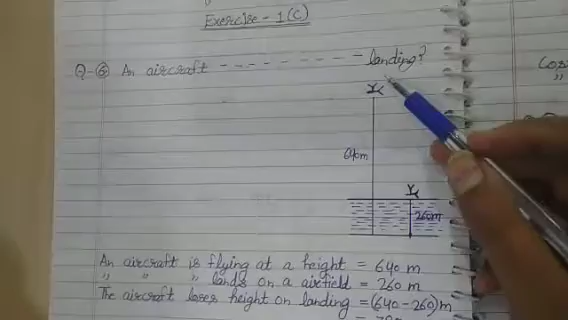 Exercise - 1(c)
Q-6 An aircraft - - - - - - - - landing?
640m
260m
An aircraft is flying at a height = 640 m
" " " lands on a airfield = 260 m
The aircraft loses height on landing = (640-260)m